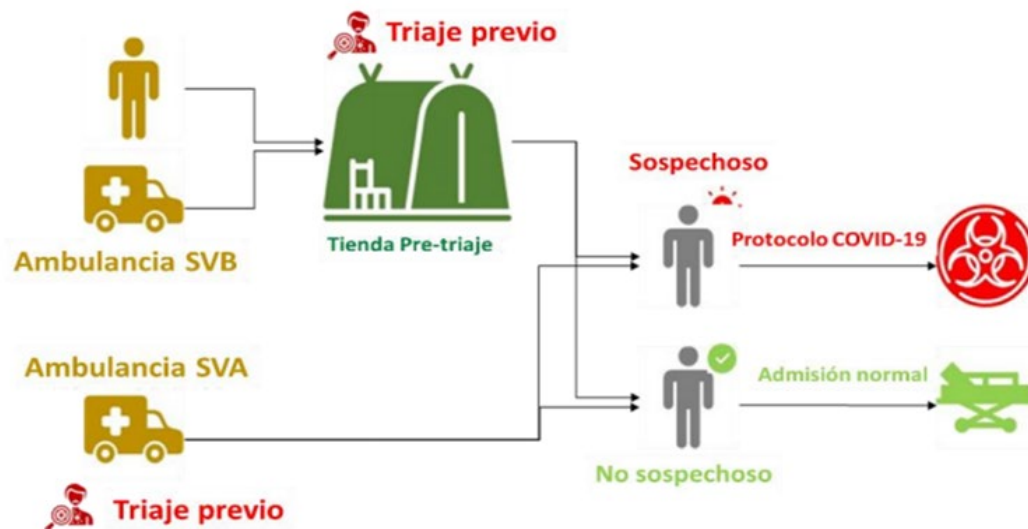 Triaje previo
Tienda Pre-triaje
Ambulancia SVB
Sospechoso
Protocolo COVID-19
Ambulancia SVA
Admisión normal
No sospechoso
Triaje previo